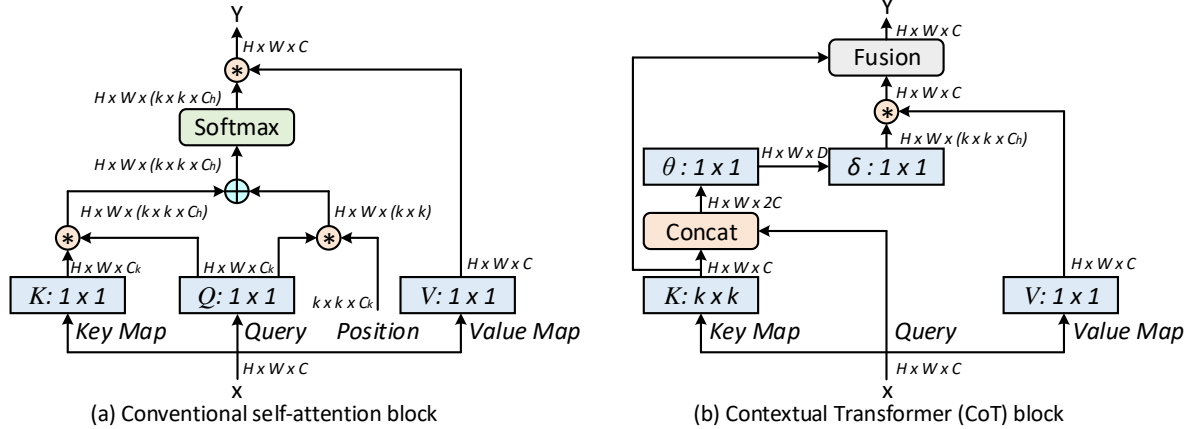 Y
H x W x C
H x W x (k x k x Ch)
Softmax
H x W x (k x k x Ch)
H x W x (k x k x Ch)
H x W x (k x k)
H x W x Ck
H x W x Ck
H x W x C
K: 1 x 1
Q: 1 x 1
k x k x Ck
V: 1 x 1
Key Map
Query
Position
Value Map
H x W x C
X
(a) Conventional self-attention block
Y
H x W x C
Fusion
H x W x C
H x W x (k x k x Ch)
θ : 1 x 1
H x W x D
δ : 1 x 1
H x W x 2C
Concat
H x W x C
H x W x C
K: k x k
V: 1 x 1
Key Map
Query
Value Map
H x W x C
X
(b) Contextual Transformer (CoT) block